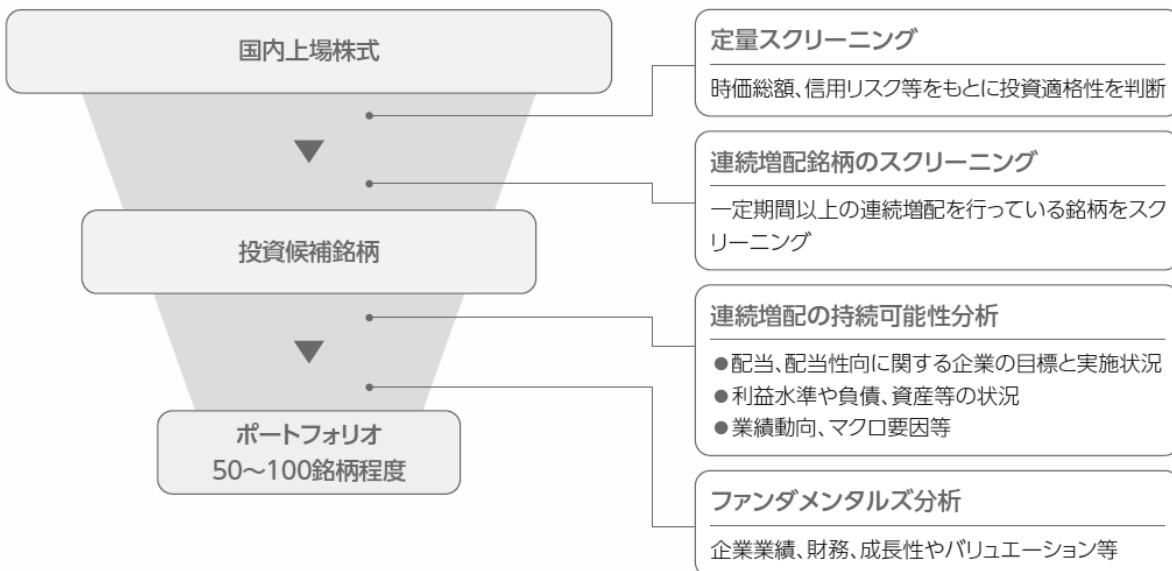 国内上場株式
投資候補銘柄
ポートフォリオ
50〜100銘柄程度
定量スクリーニング
時価総額、信用リスク等をもとに投資適格性を判断
連続増配銘柄のスクリーニング
一定期間以上の連続増配を行っている銘柄をスク
リーニング
連続増配の持続可能性分析
●配当、配当性向に関する企業の目標と実施状況
●利益水準や負債、資産等の状況
●業績動向、マクロ要因等
ファンダメンタルズ分析
企業業績、財務、成長性やバリュエーション等